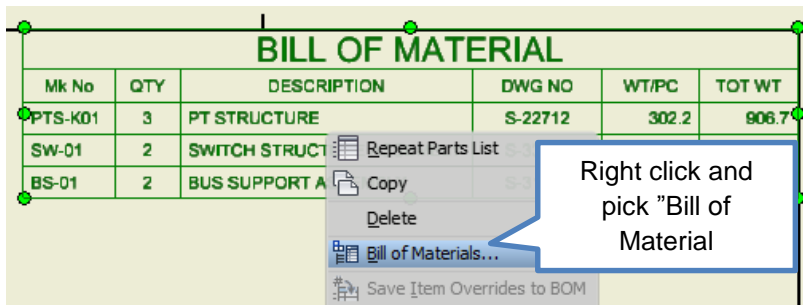 BILL OF MATERIAL
Mk No QTY DESCRIPTION DWG NO WT/PC TOT WT
PTS-K01 3 PT STRUCTURE S-22712 302.2 906.7
SW-01 2 SWITCH STRUCT
BS-01 2 BUS SUPPORT A
Repeat Parts List
Copy
Delete
Bill of Materials...
Save Item Overrides to BOM
Right click and
pick ”Bill of
Material